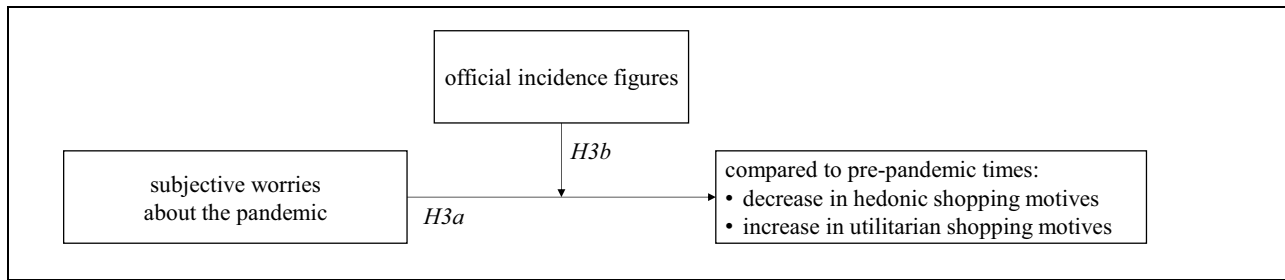 official incidence figures
H3b
subjective worries
about the pandemic
H3a
compared to pre-pandemic times:
• decrease in hedonic shopping motives
• increase in utilitarian shopping motives